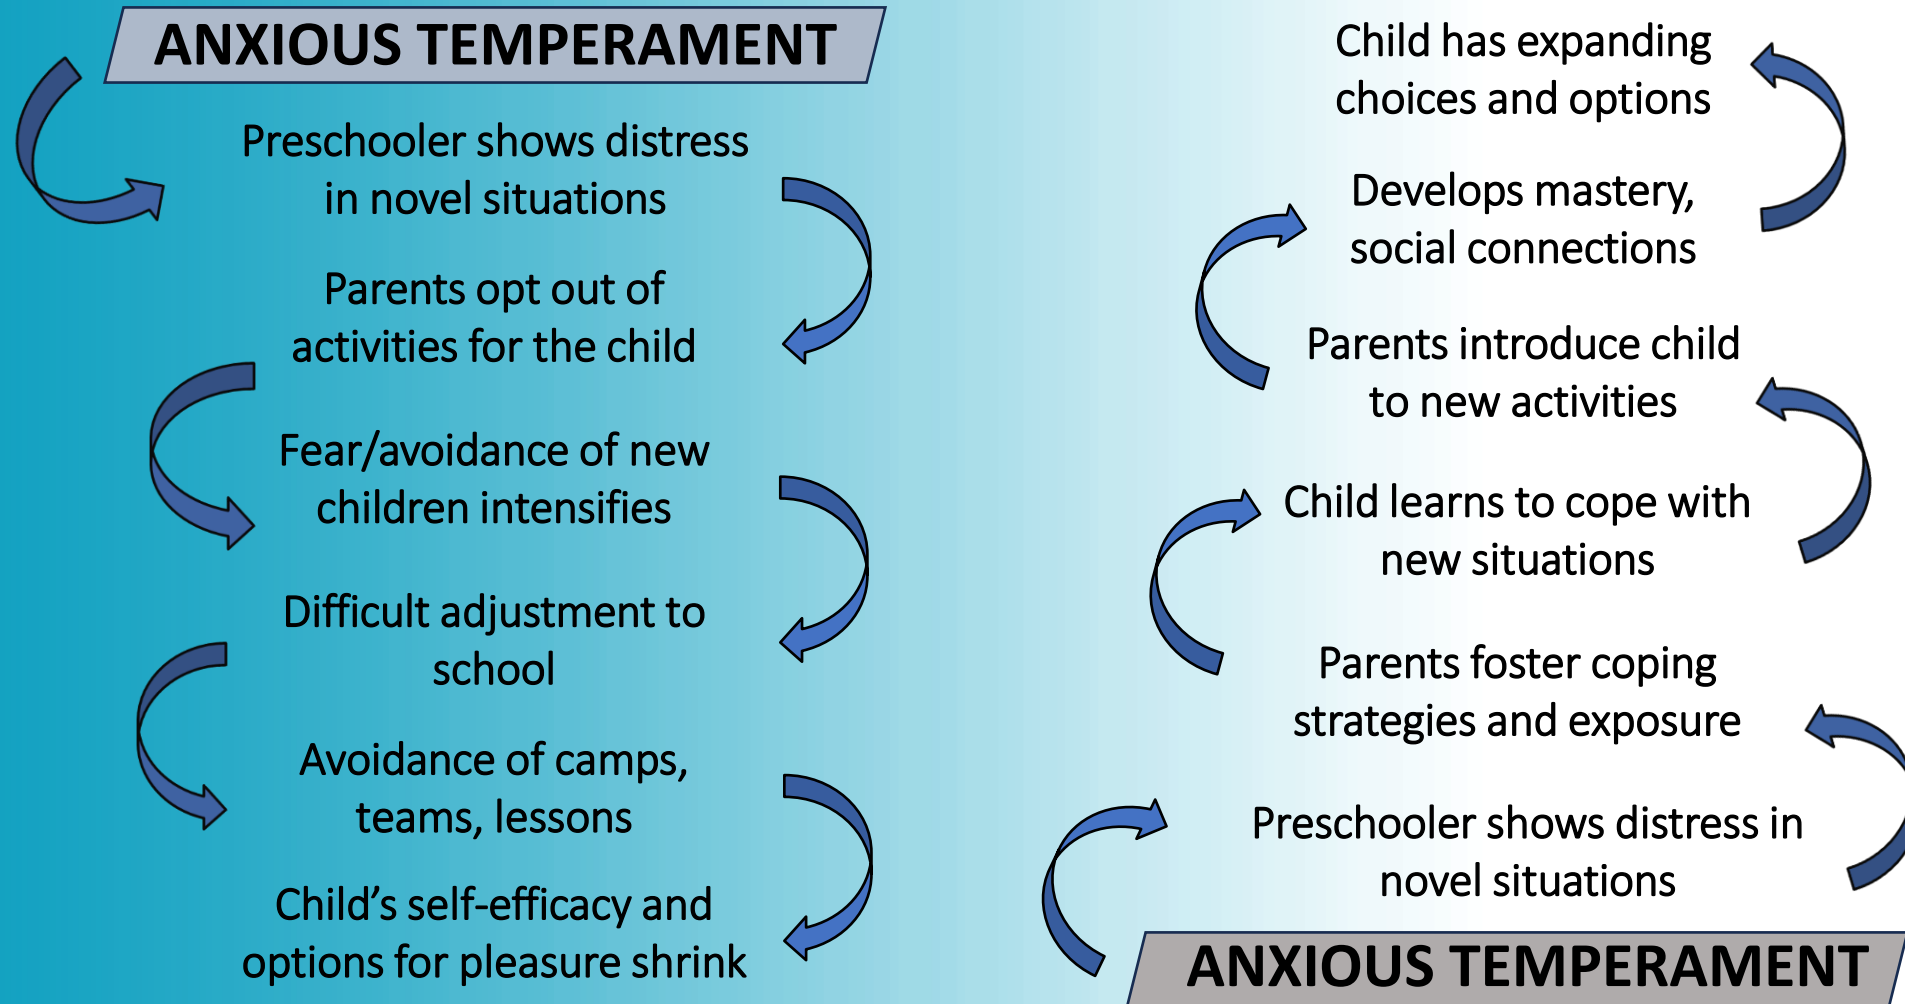 ANXIOUS TEMPERAMENT
Preschooler shows distress
in novel situations
Parents opt out of
activities for the child
Fear/avoidance of new
children intensifies
Difficult adjustment to
school
Avoidance of camps,
teams, lessons
Child’s self-efficacy and
options for pleasure shrink
Child has expanding
choices and options
Develops mastery,
social connections
Parents introduce child
to new activities
Child learns to cope with
new situations
Parents foster coping
strategies and exposure
Preschooler shows distress in
novel situations
ANXIOUS TEMPERAMENT